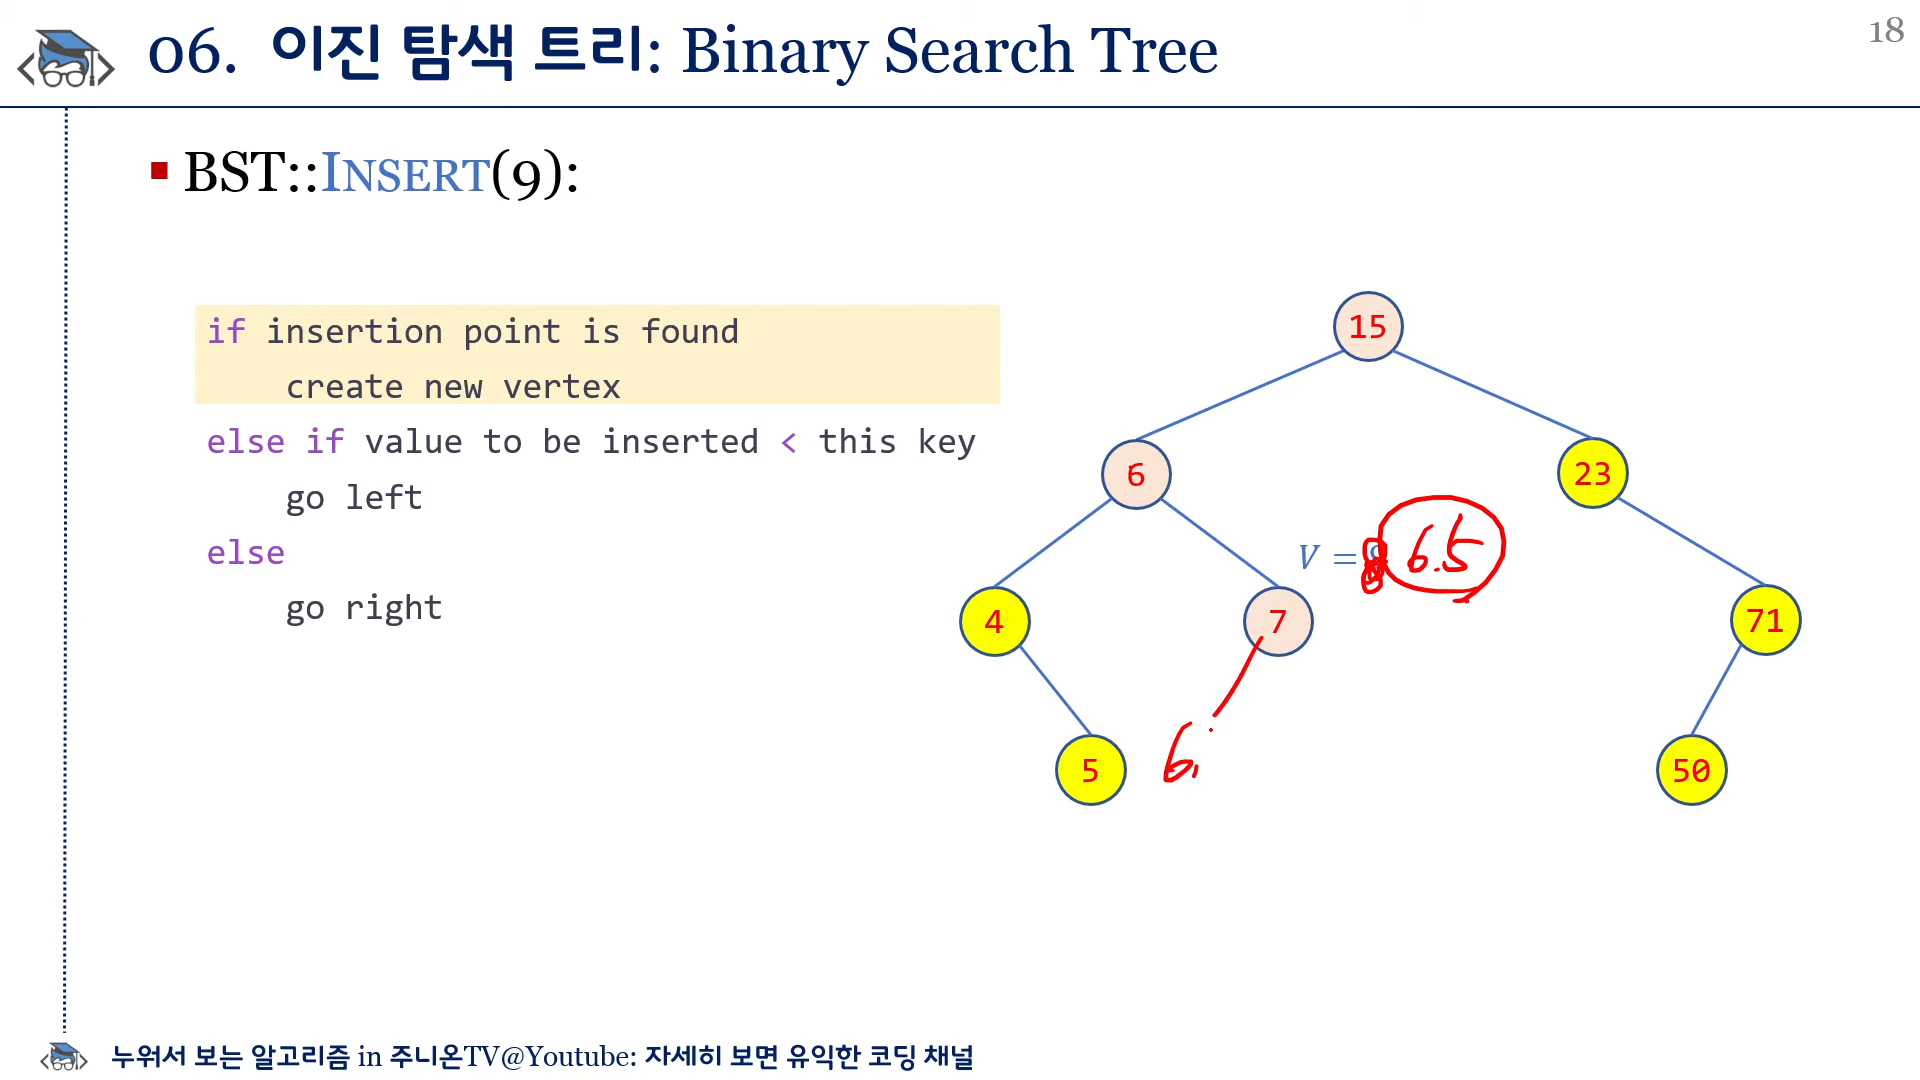 06. 이진 탐색 트리: Binary Search Tree
18
BST::INSERT(9):
if insertion point is found
create new vertex
else if value to be inserted < this key
go left
else
go right
15
6
23
V =
6.5
4
7
71
6.
5
50
누워서 보는 알고리즘 in 주니온TV@Youtube: 자세히 보면 유익한 코딩 채널